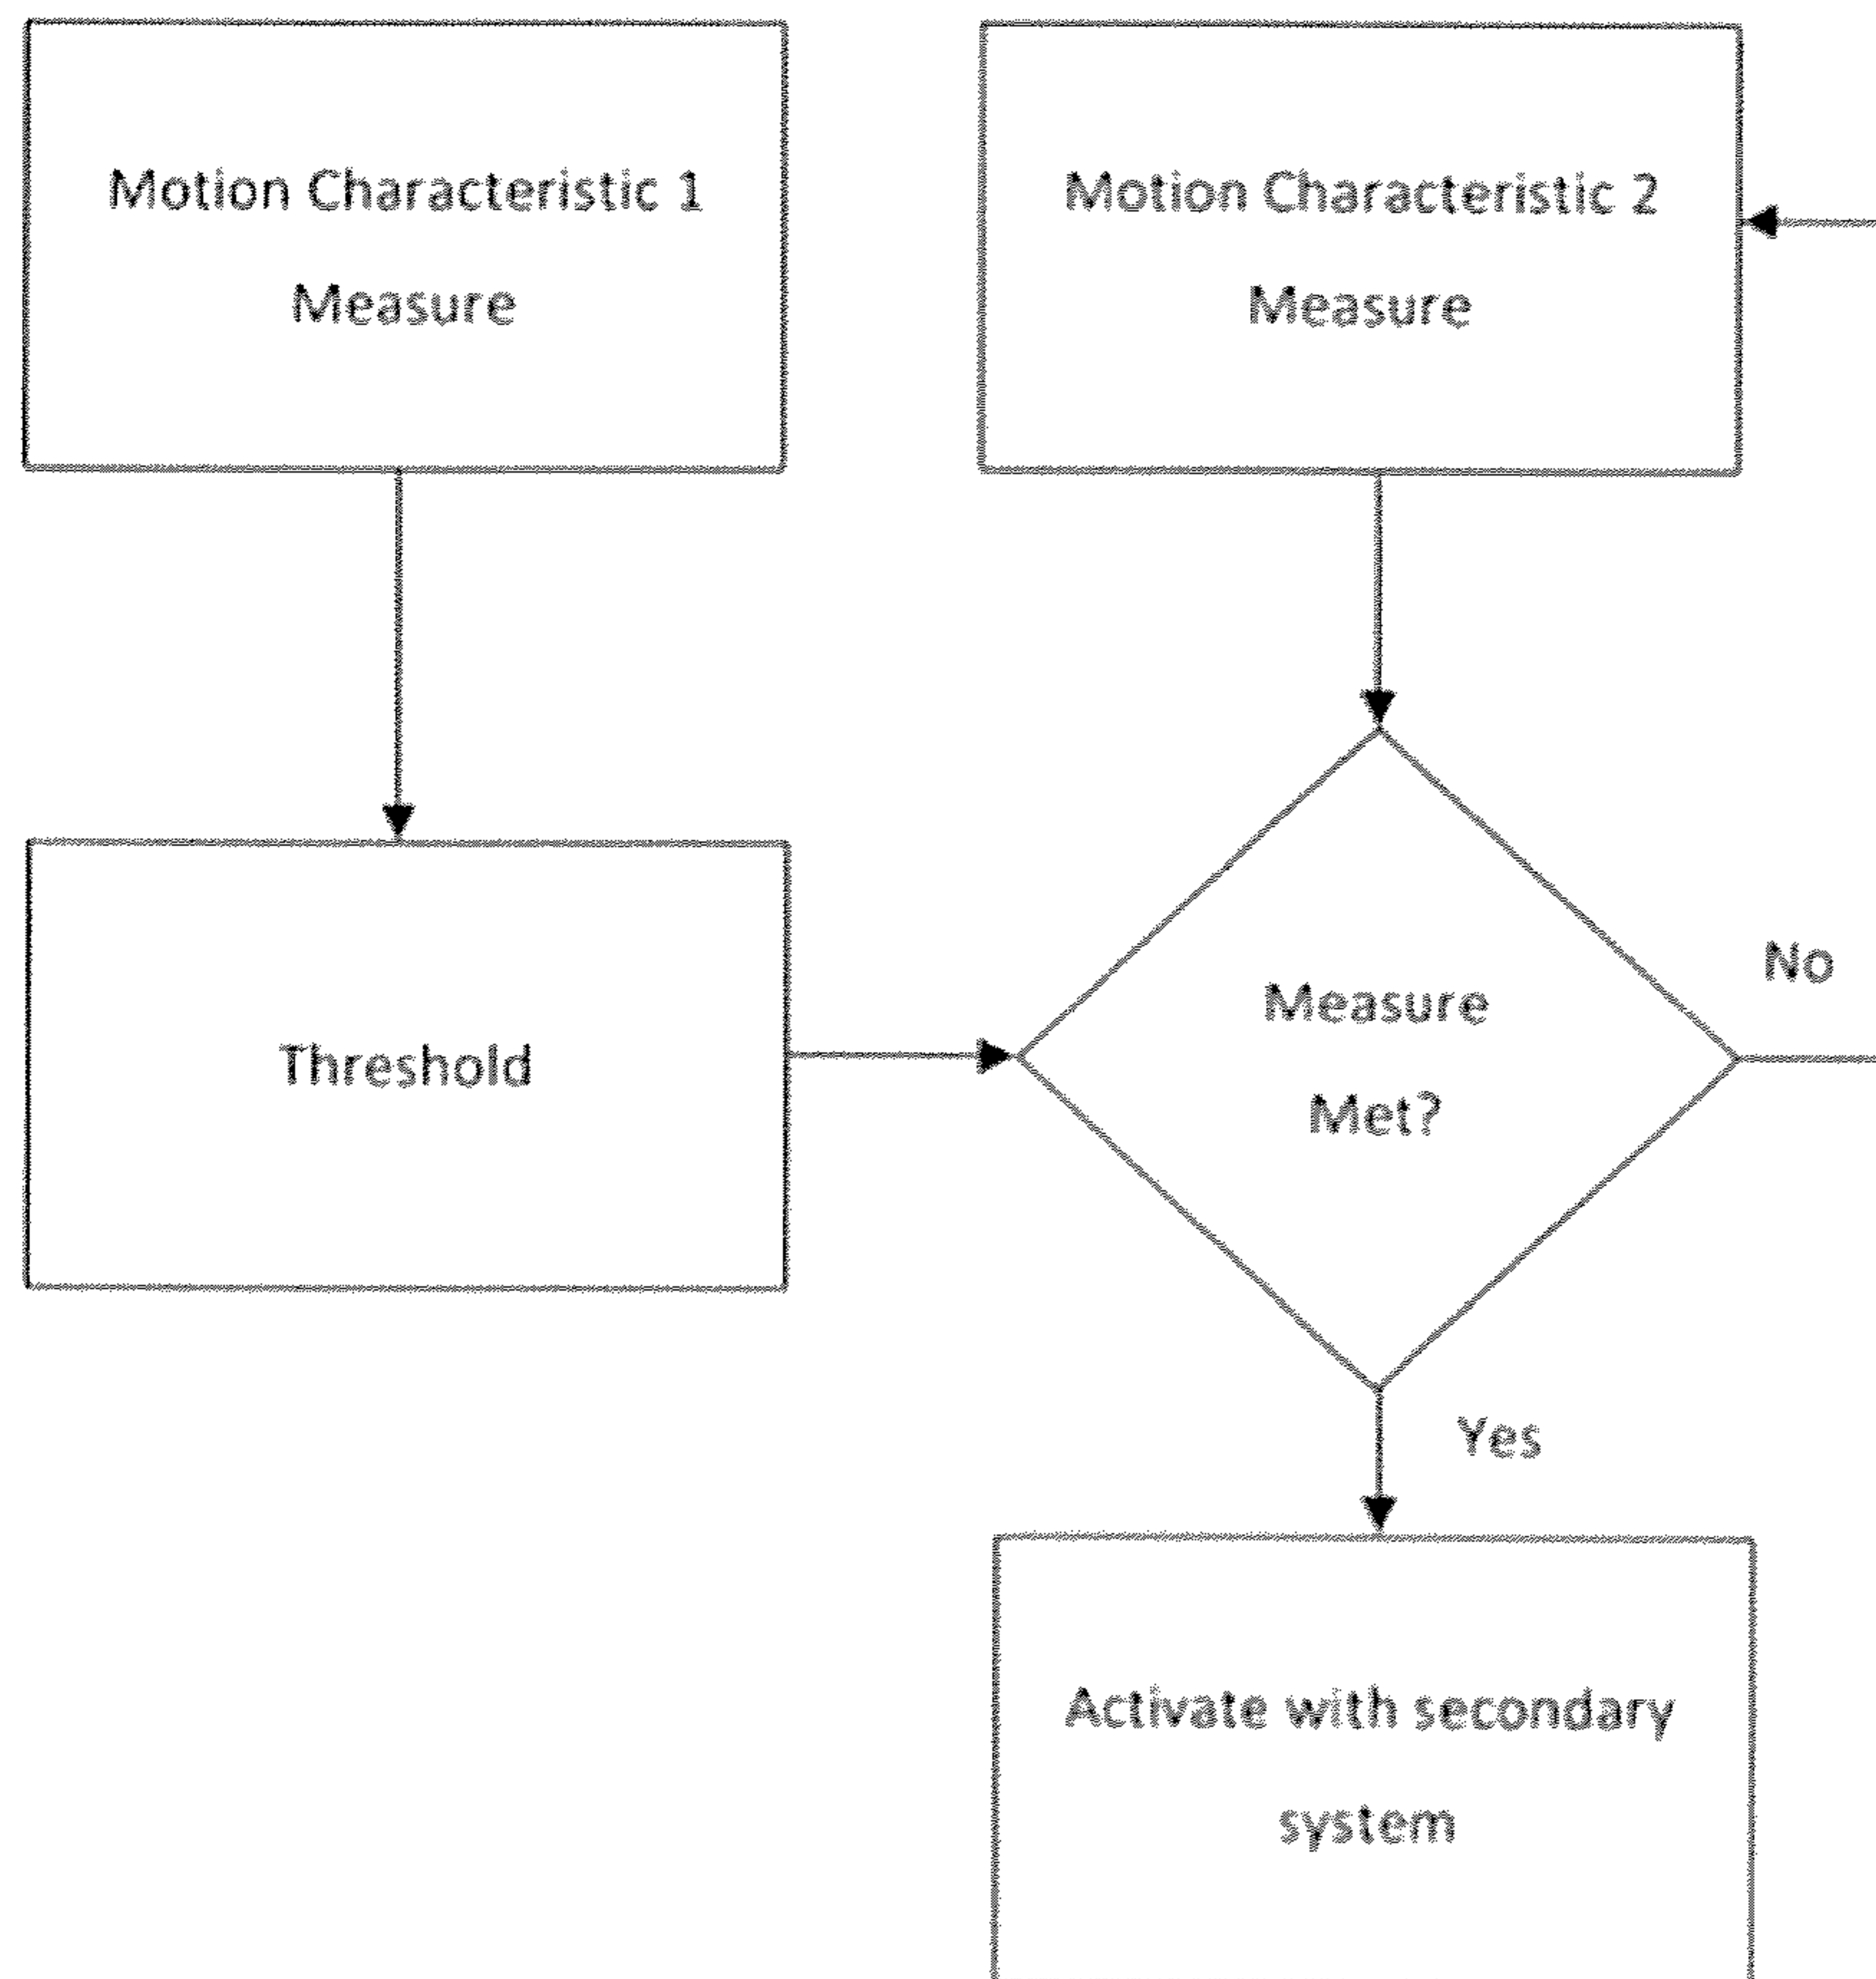 Motion Characteristic 1
Measure
Motion Characteristic 2
Measure
Threshold
Measure
Met?
No
Yes
Activate with secondary
system